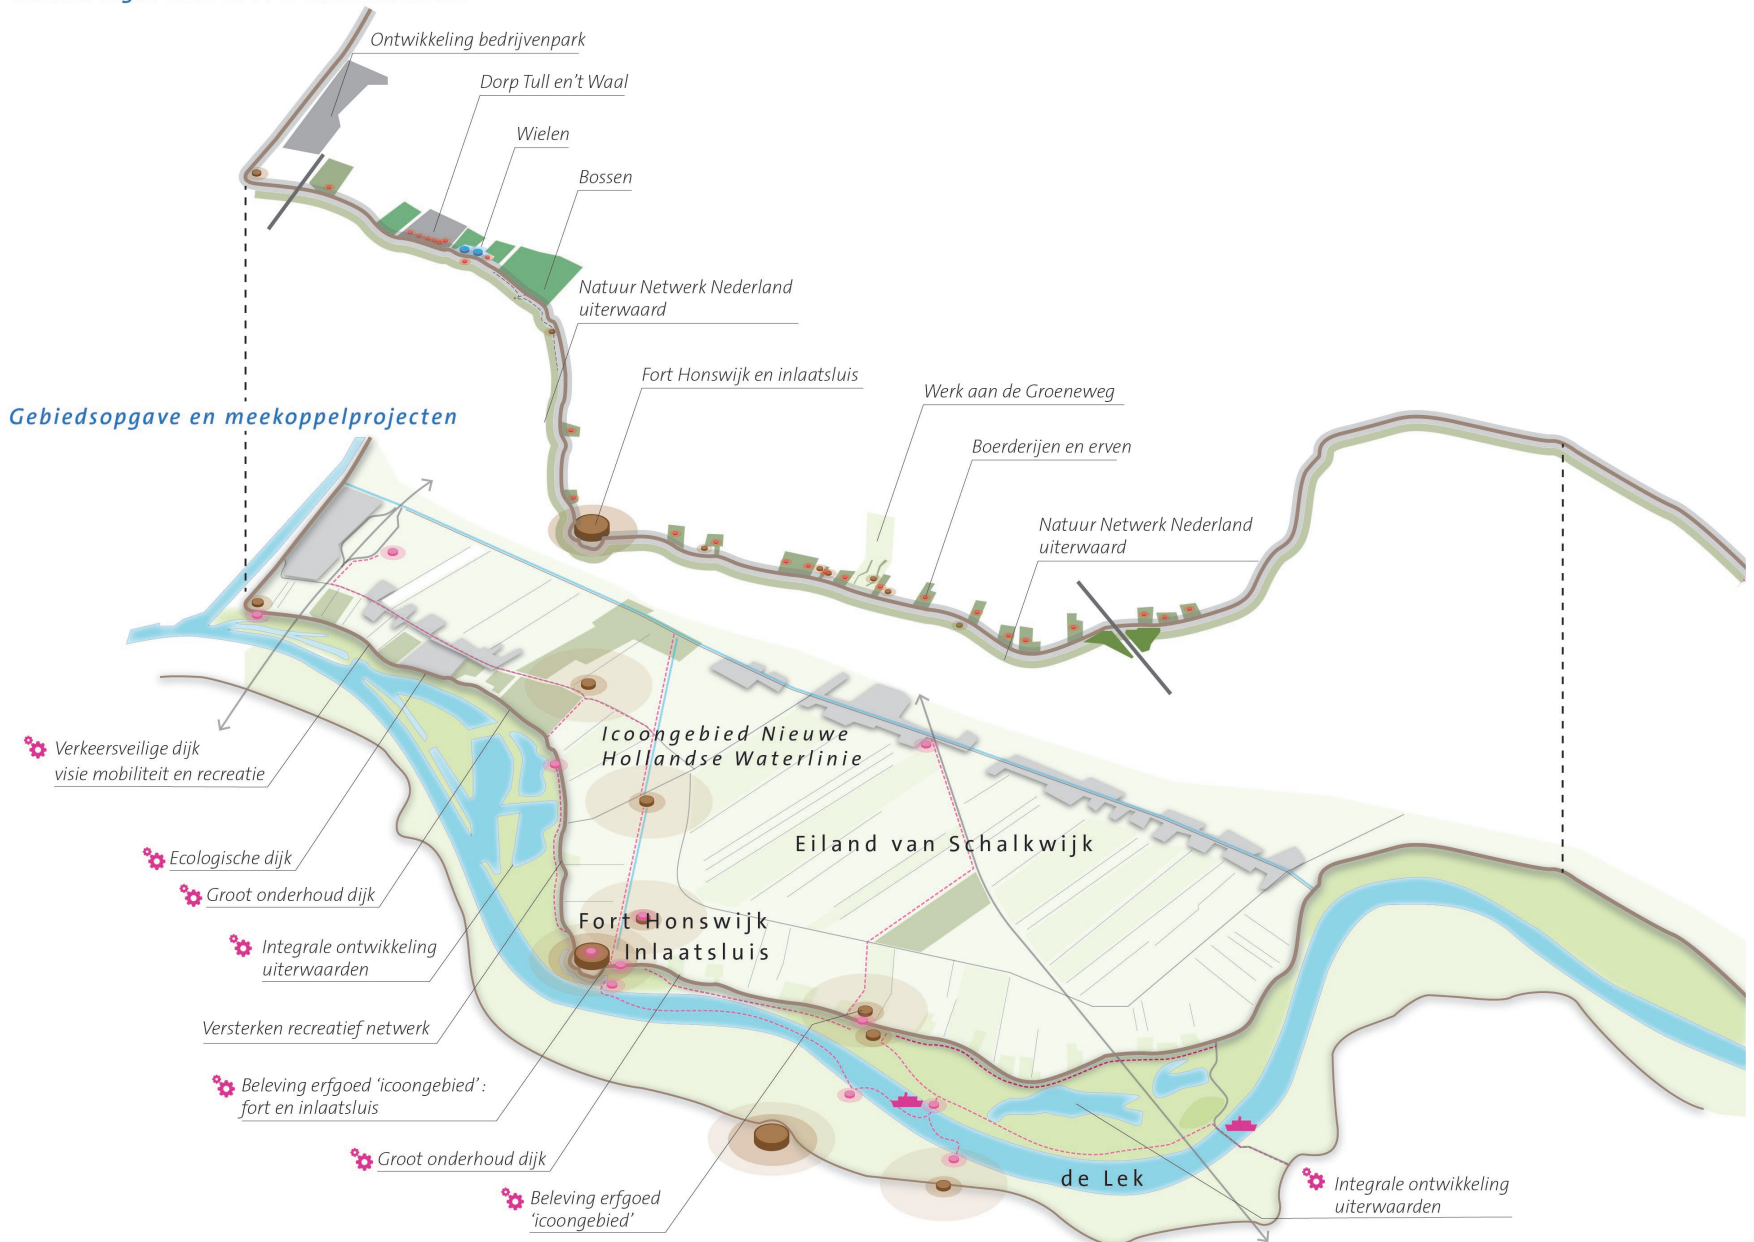 Ontwikkeling bedrijvenpark
Dorp Tull en't Waal
Wielen
Bossen
Natuur Netwerk Nederland
uiterwaard
Fort Honswijk en inlaatsluis
Werk aan de Groeneweg
Boerderijen en erven
Natuur Netwerk Nederland
uiterwaard
Gebiedsopgave en meekoppelprojecten
Icoongebied Nieuwe
Hollandse Waterlinie
Eiland van Schalkwijk
Fort Honswijk
Inlaatsluis
de Lek
Verkeersveilige dijk
visie mobiliteit en recreatie
Ecologische dijk
Groot onderhoud dijk
Integrale ontwikkeling
uiterwaarden
Versterken recreatief netwerk
Beleving erfgoed ‘icoongebied’ :
fort en inlaatsluis
Groot onderhoud dijk
Beleving erfgoed
‘icoongebied’
Integrale ontwikkeling
uiterwaarden